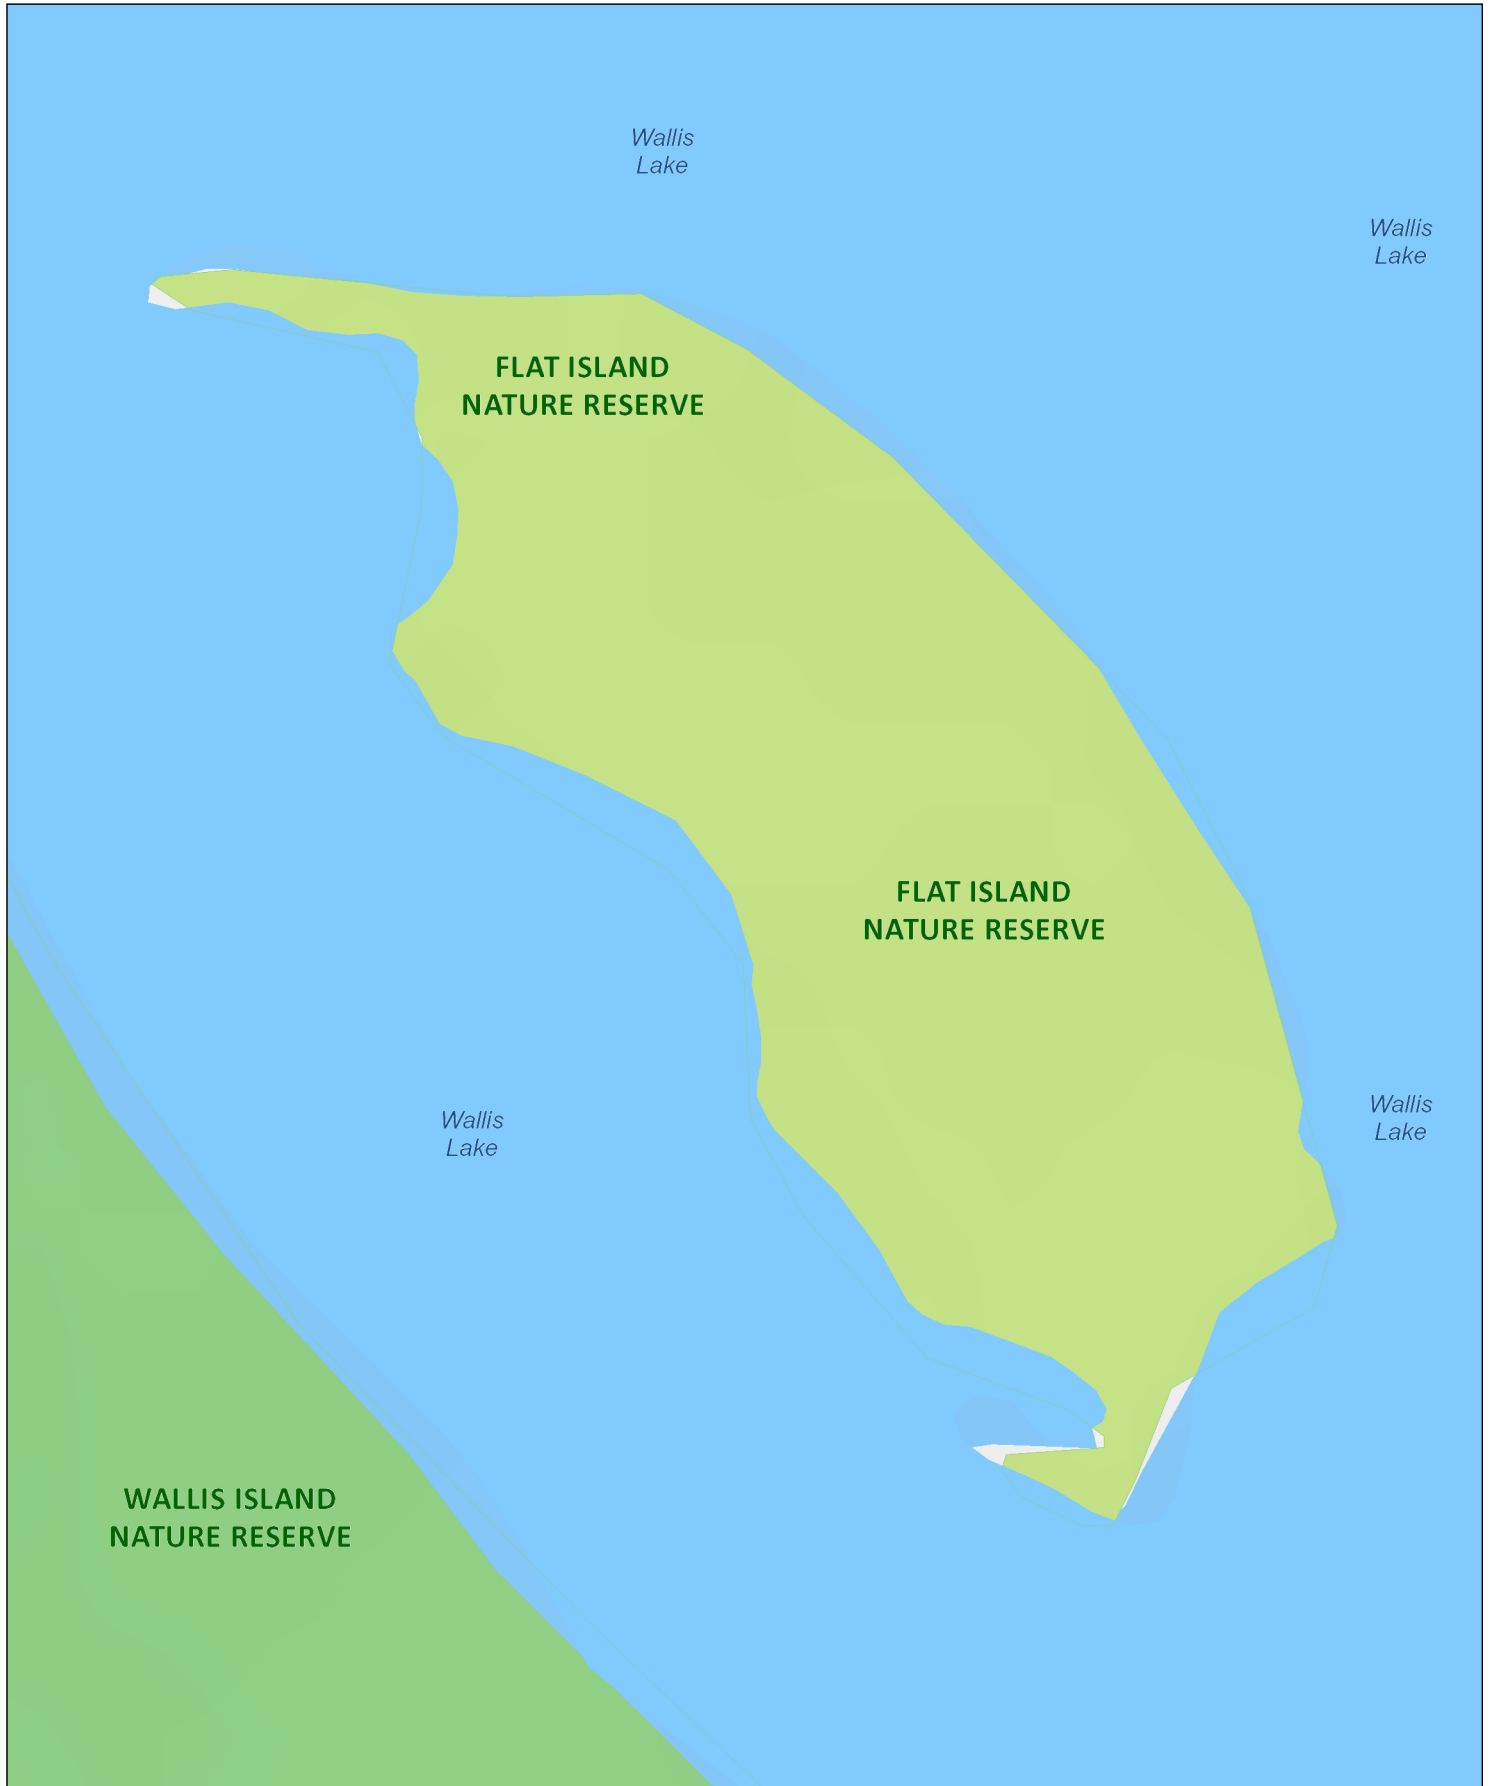 Wallis
Lake
Wallis
Lake
FLAT ISLAND
NATURE RESERVE
FLAT ISLAND
NATURE RESERVE
Wallis
Lake
Wallis
Lake
WALLIS ISLAND
NATURE RESERVE